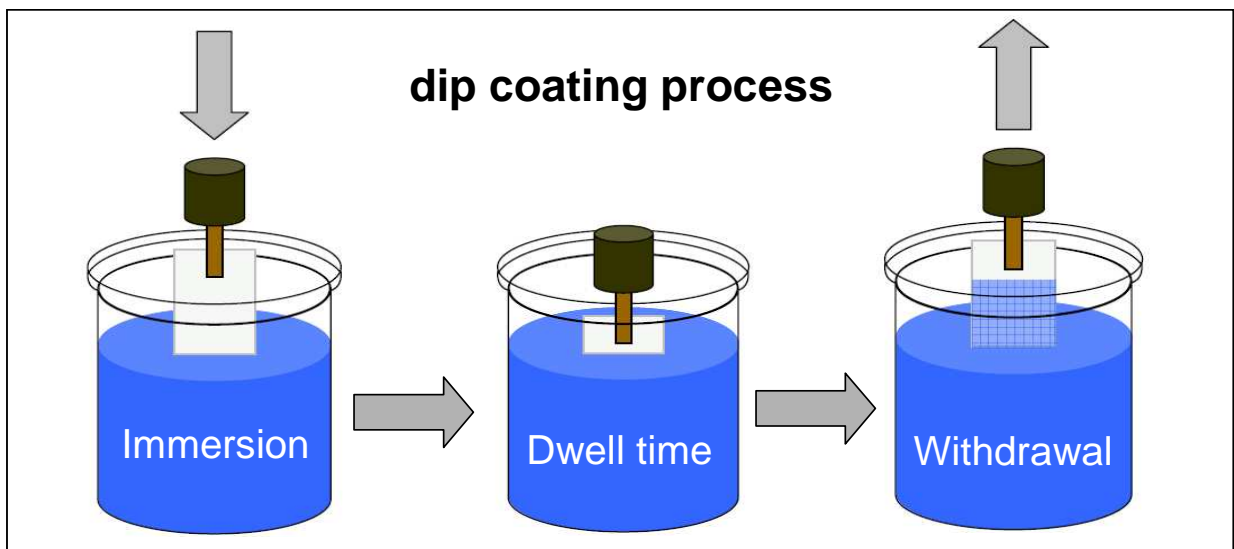 dip coating process
Immersion
Dwell time
Withdrawal